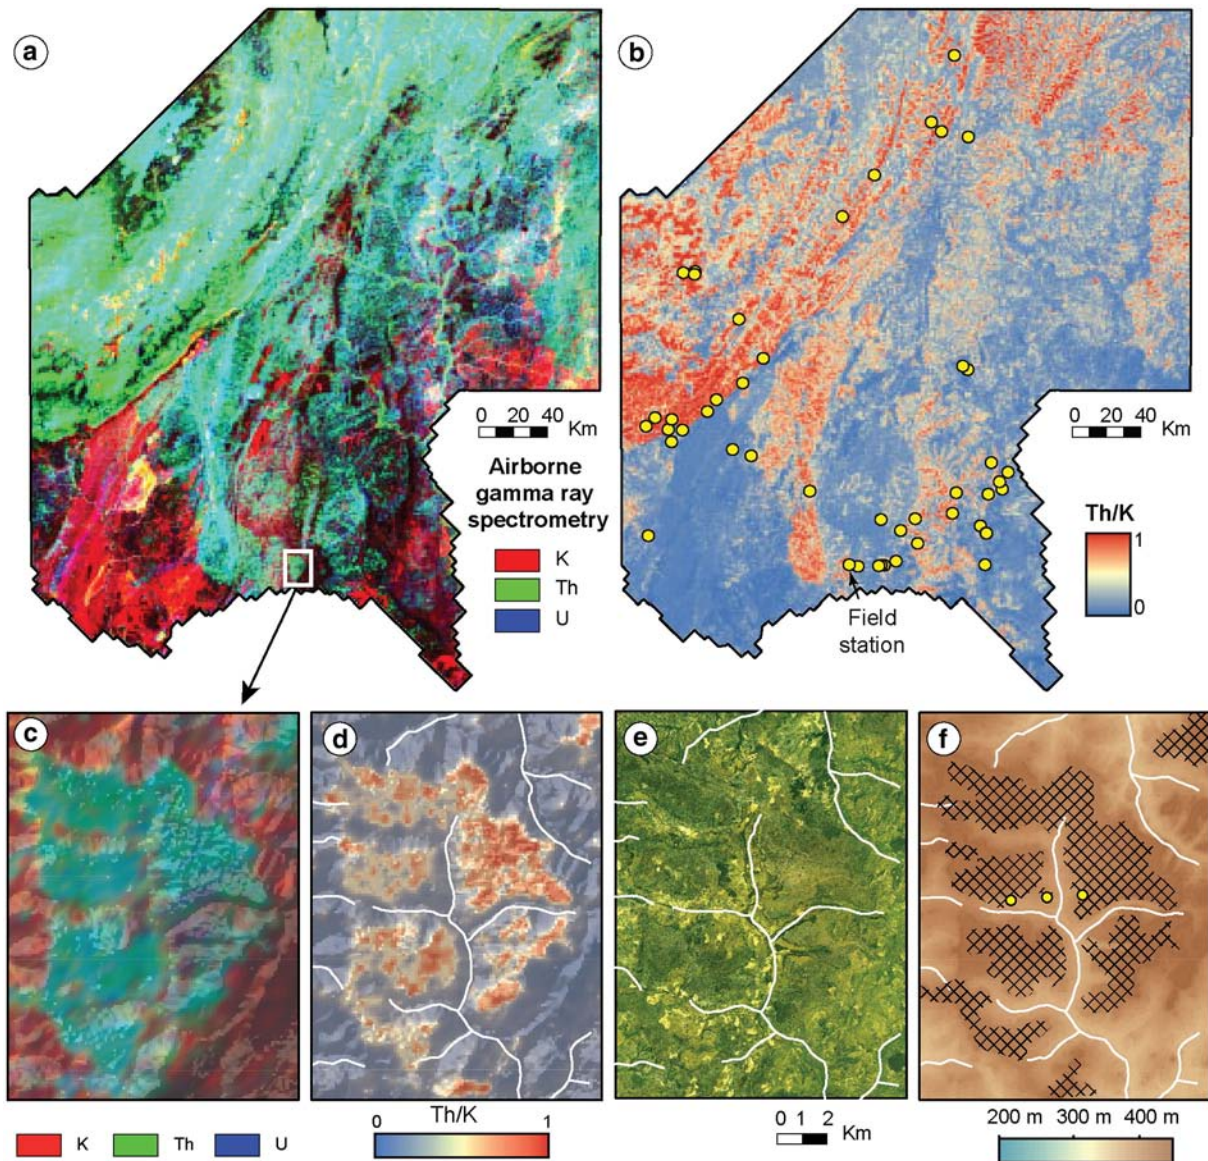 a
b
0 20 40
Km
Airborne
gamma ray
spectrometry
K
Th
U
0 20 40
Km
Th/K
1
0
Field
station
c
d
e
f
K
Th
U
0
Th/K
1
0 1 2
Km
200 m
300 m
400 m